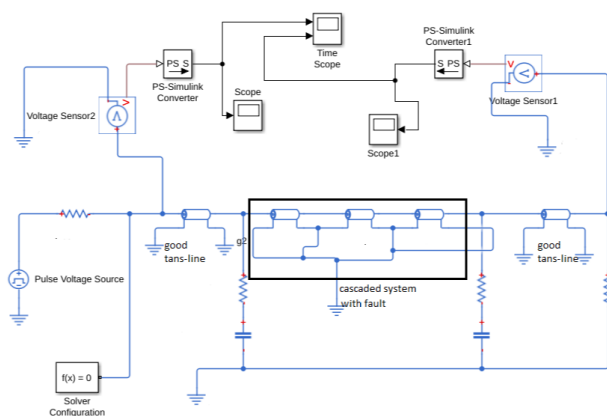 PS-Simulink
Converter1
PS S
Time
Scope
S PS
V
PS-Simulink
Converter
Scope
Voltage Sensor2
V
V
V
Voltage Sensor1
Scope1
g2
good
tans-line
good
tans-line
Pulse Voltage Source
cascaded system
with fault
f(x) = 0
Solver
Configuration